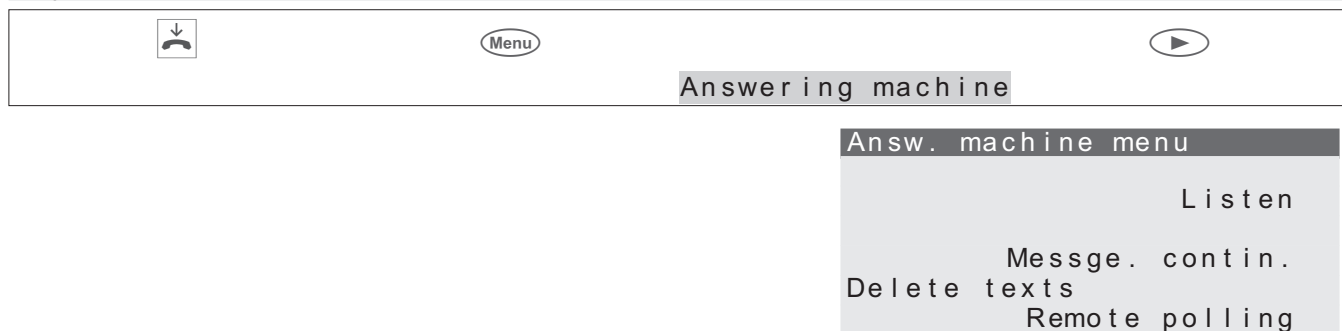 Menu
Answering machine
Answ. machine menu
Listen
Messge. contin.
Delete texts
Remote polling